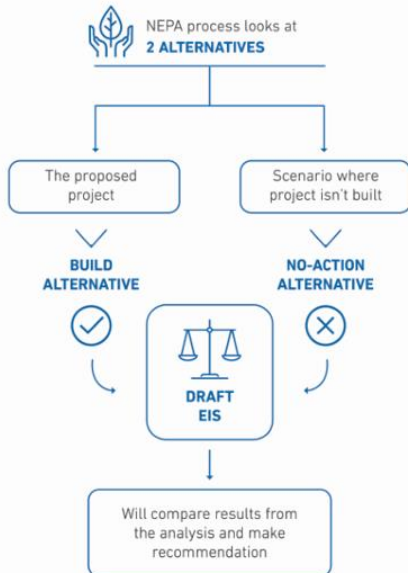 NEPA process looks at
2 ALTERNATIVES
The proposed
project
Scenario where
project isn't built
BUILD
ALTERNATIVE
NO-ACTION
ALTERNATIVE
DRAFT
EIS
Will compare results from
the analysis and make
recommendation